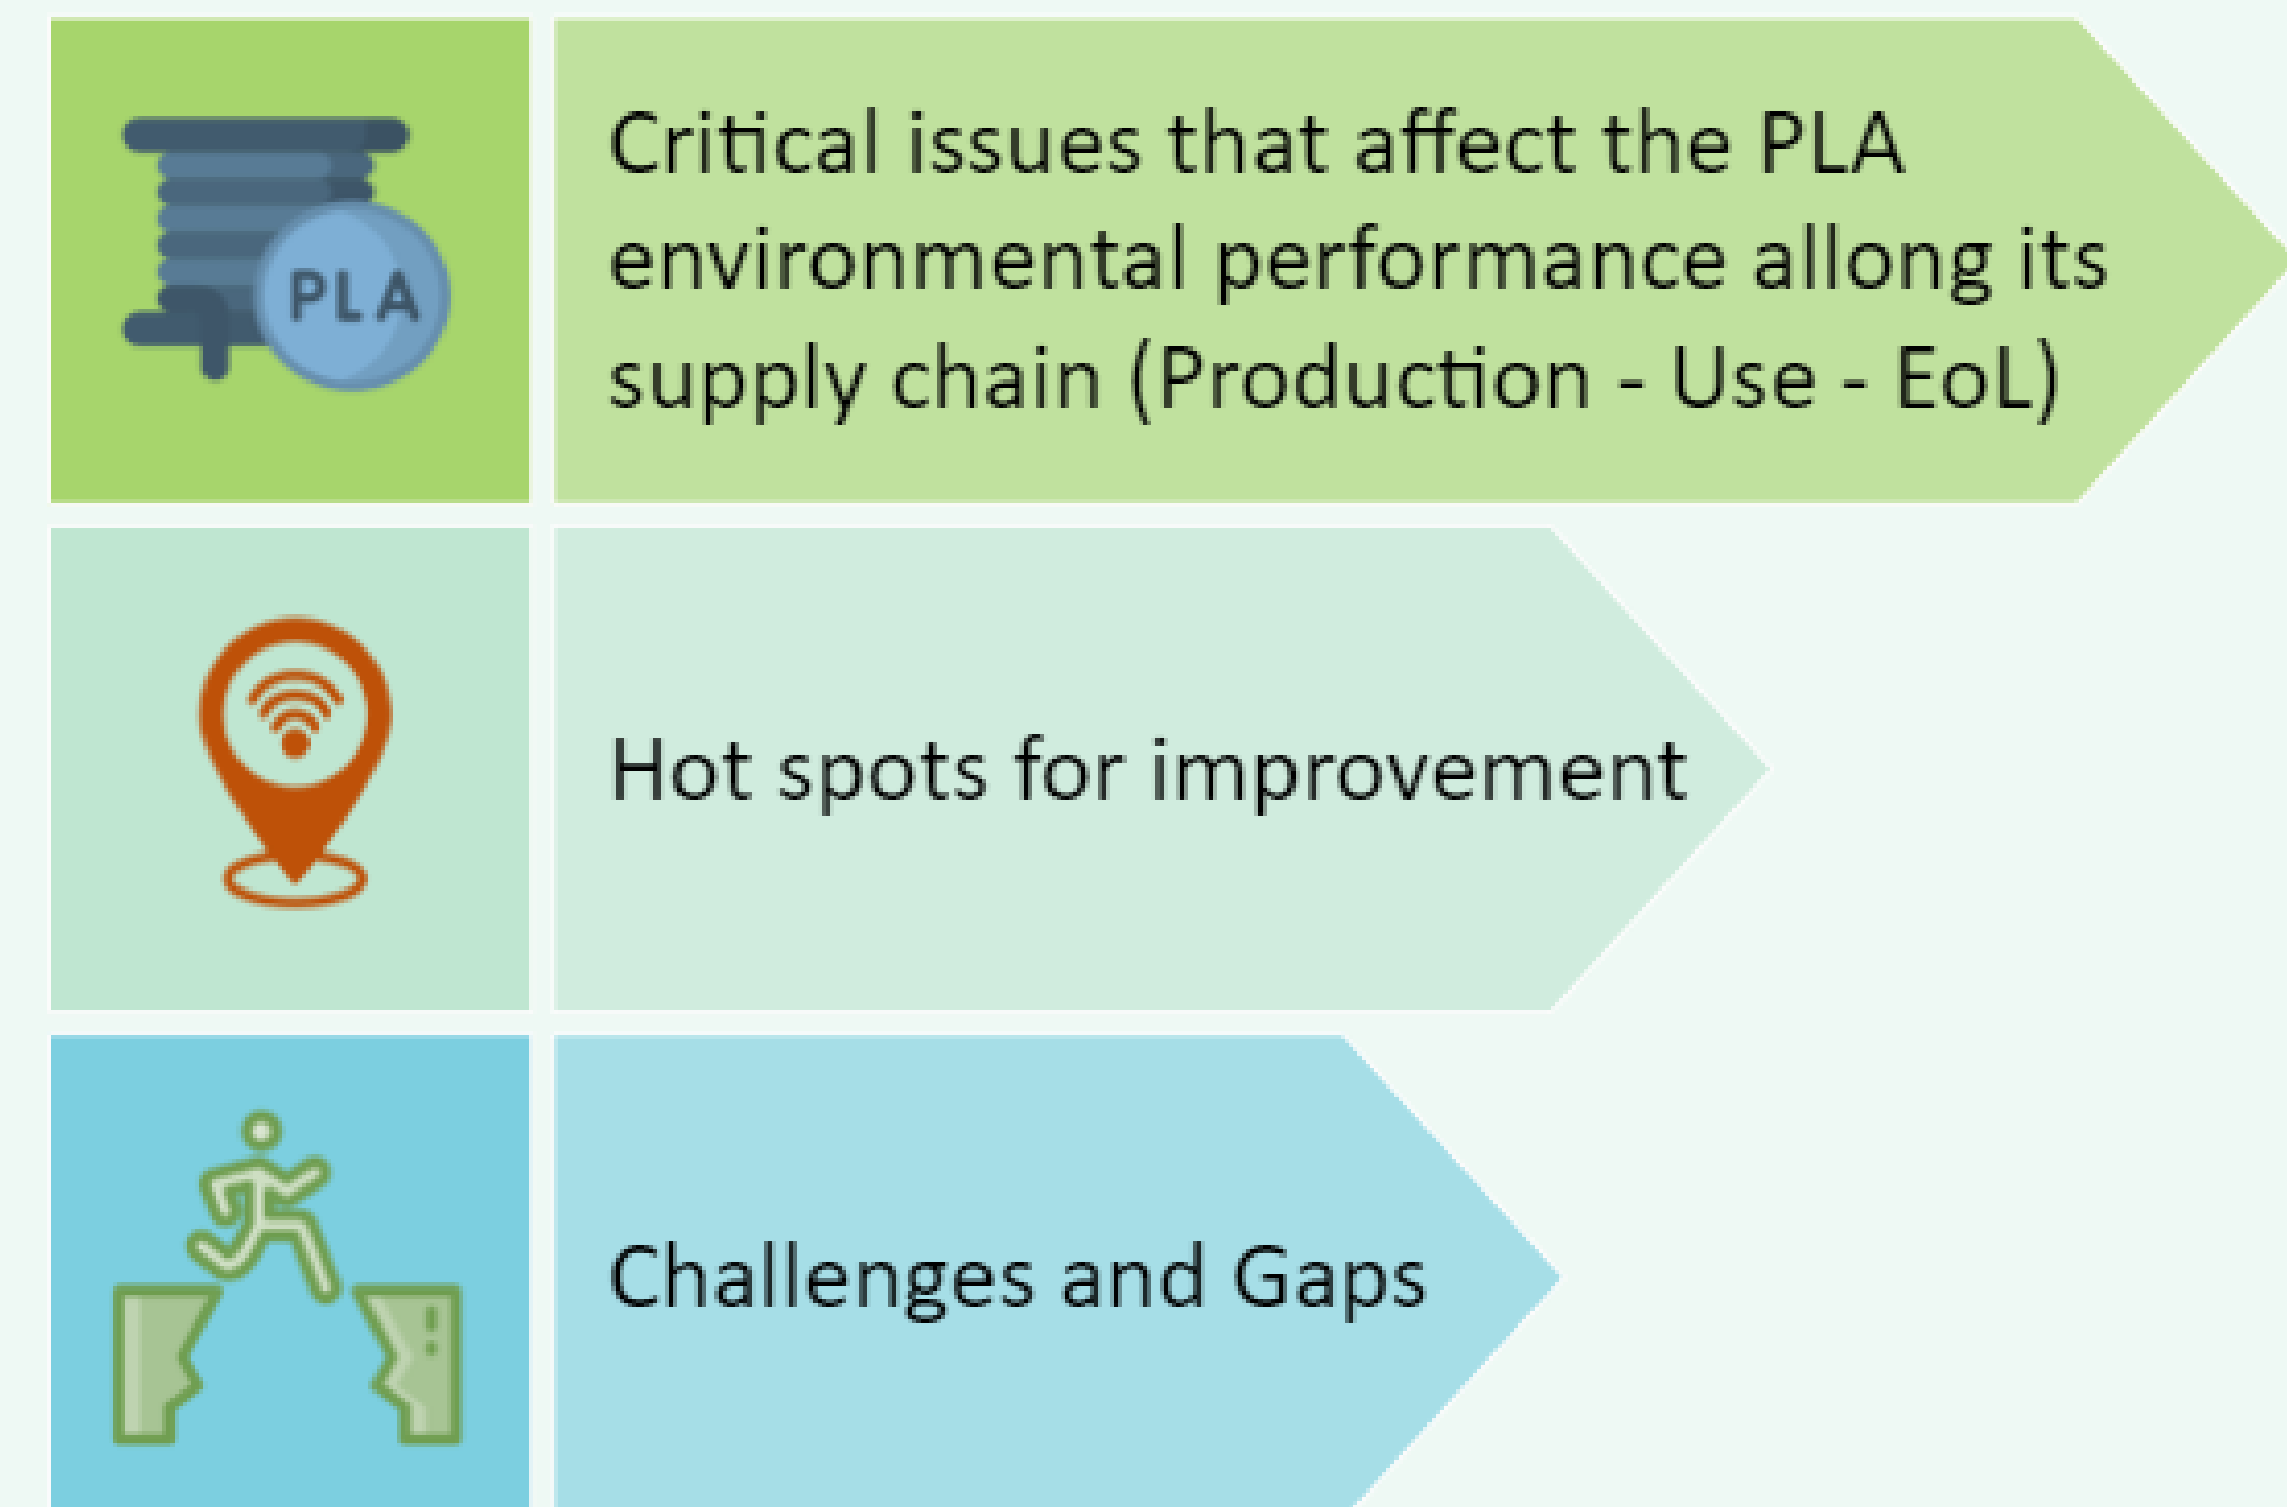 PLA
Critical issues that affect the PLA
environmental performance allong its
supply chain (Production - Use - EoL)
Hot spots for improvement
Challenges and Gaps